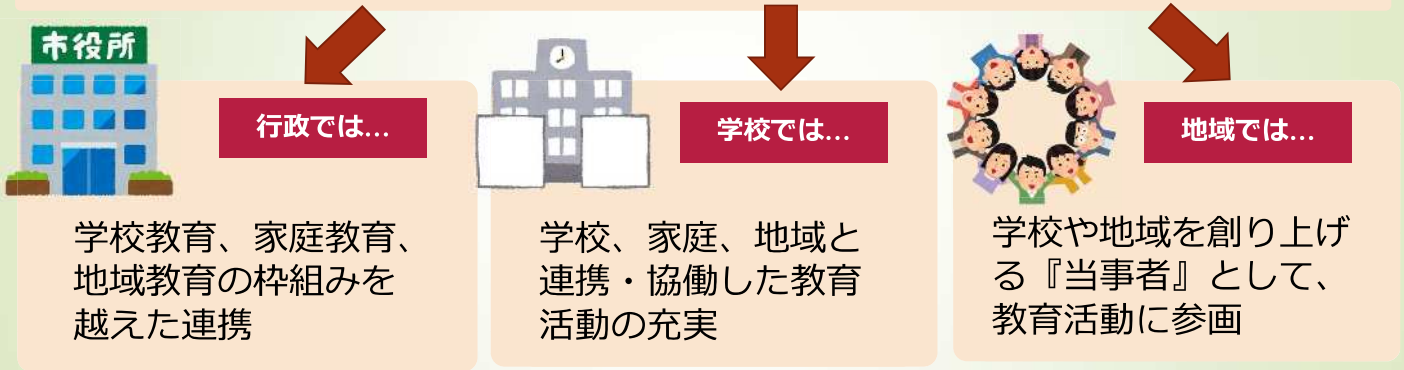 市役所
行政では…
学校教育、家庭教育、
地域教育の枠組みを
越えた連携
学校では…
学校、家庭、地域と
連携・協働した教育
活動の充実
地域では…
学校や地域を創り上げ
る『当事者』として、
教育活動に参画